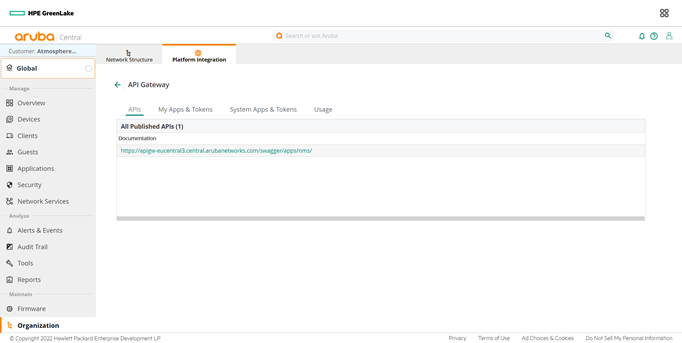 HPE GreenLake
aruba Central
Search or ask Aruba
Customer: Atmosphere...
Global
Network Structure
Platform Integration
Manage
Overview
Devices
Clients
Guests
Applications
Security
Network Services
Analyze
Alerts & Events
Audit Trail
Tools
Reports
Maintain
Firmware
Organization
API Gateway
APIs
My Apps & Tokens
System Apps & Tokens
Usage
All Published APIs (1)
Documentation
https://apigw-eucentral3.central.arubanetworks.com/swagger/apps/nms/
© Copyright 2022 Hewlett Packard Enterprise Development LP
Privacy
Terms of Use
Ad Choices & Cookies
Do Not Sell My Personal Information